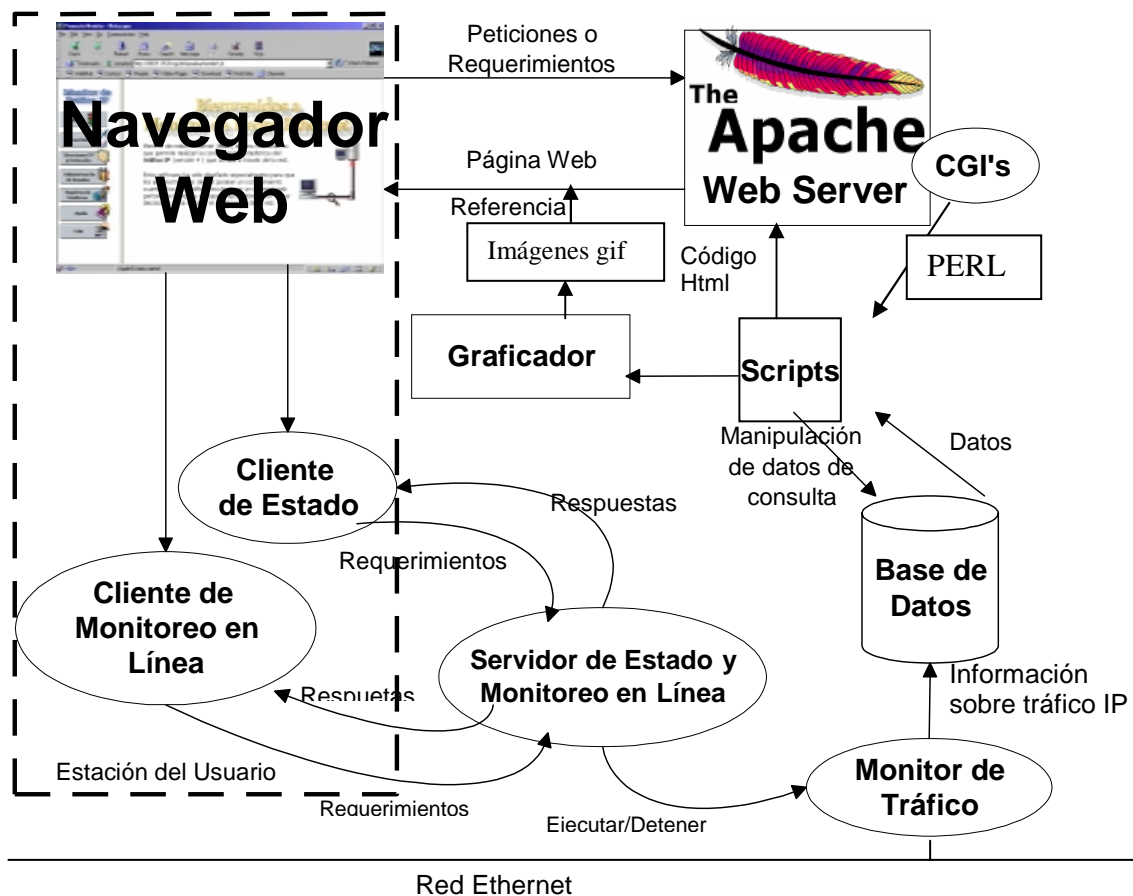 Peticiones o
Requerimientos
Navegador
Web
The
Apache
Web Server
CGI's
Página Web
Referencia
Imágenes gif
Código
Html
PERL
Graficador
Scripts
Manipulación
de datos de
consulta
Datos
Cliente
de Estado
Respuestas
Requerimientos
Base de
Datos
Cliente de
Monitoreo en
Línea
Servidor de Estado y
Monitoreo en Línea
Respuetas
Información
sobre tráfico IP
Estación del Usuario
Requerimientos
Ejecutar/Detener
Monitor de
Tráfico
Red Ethernet